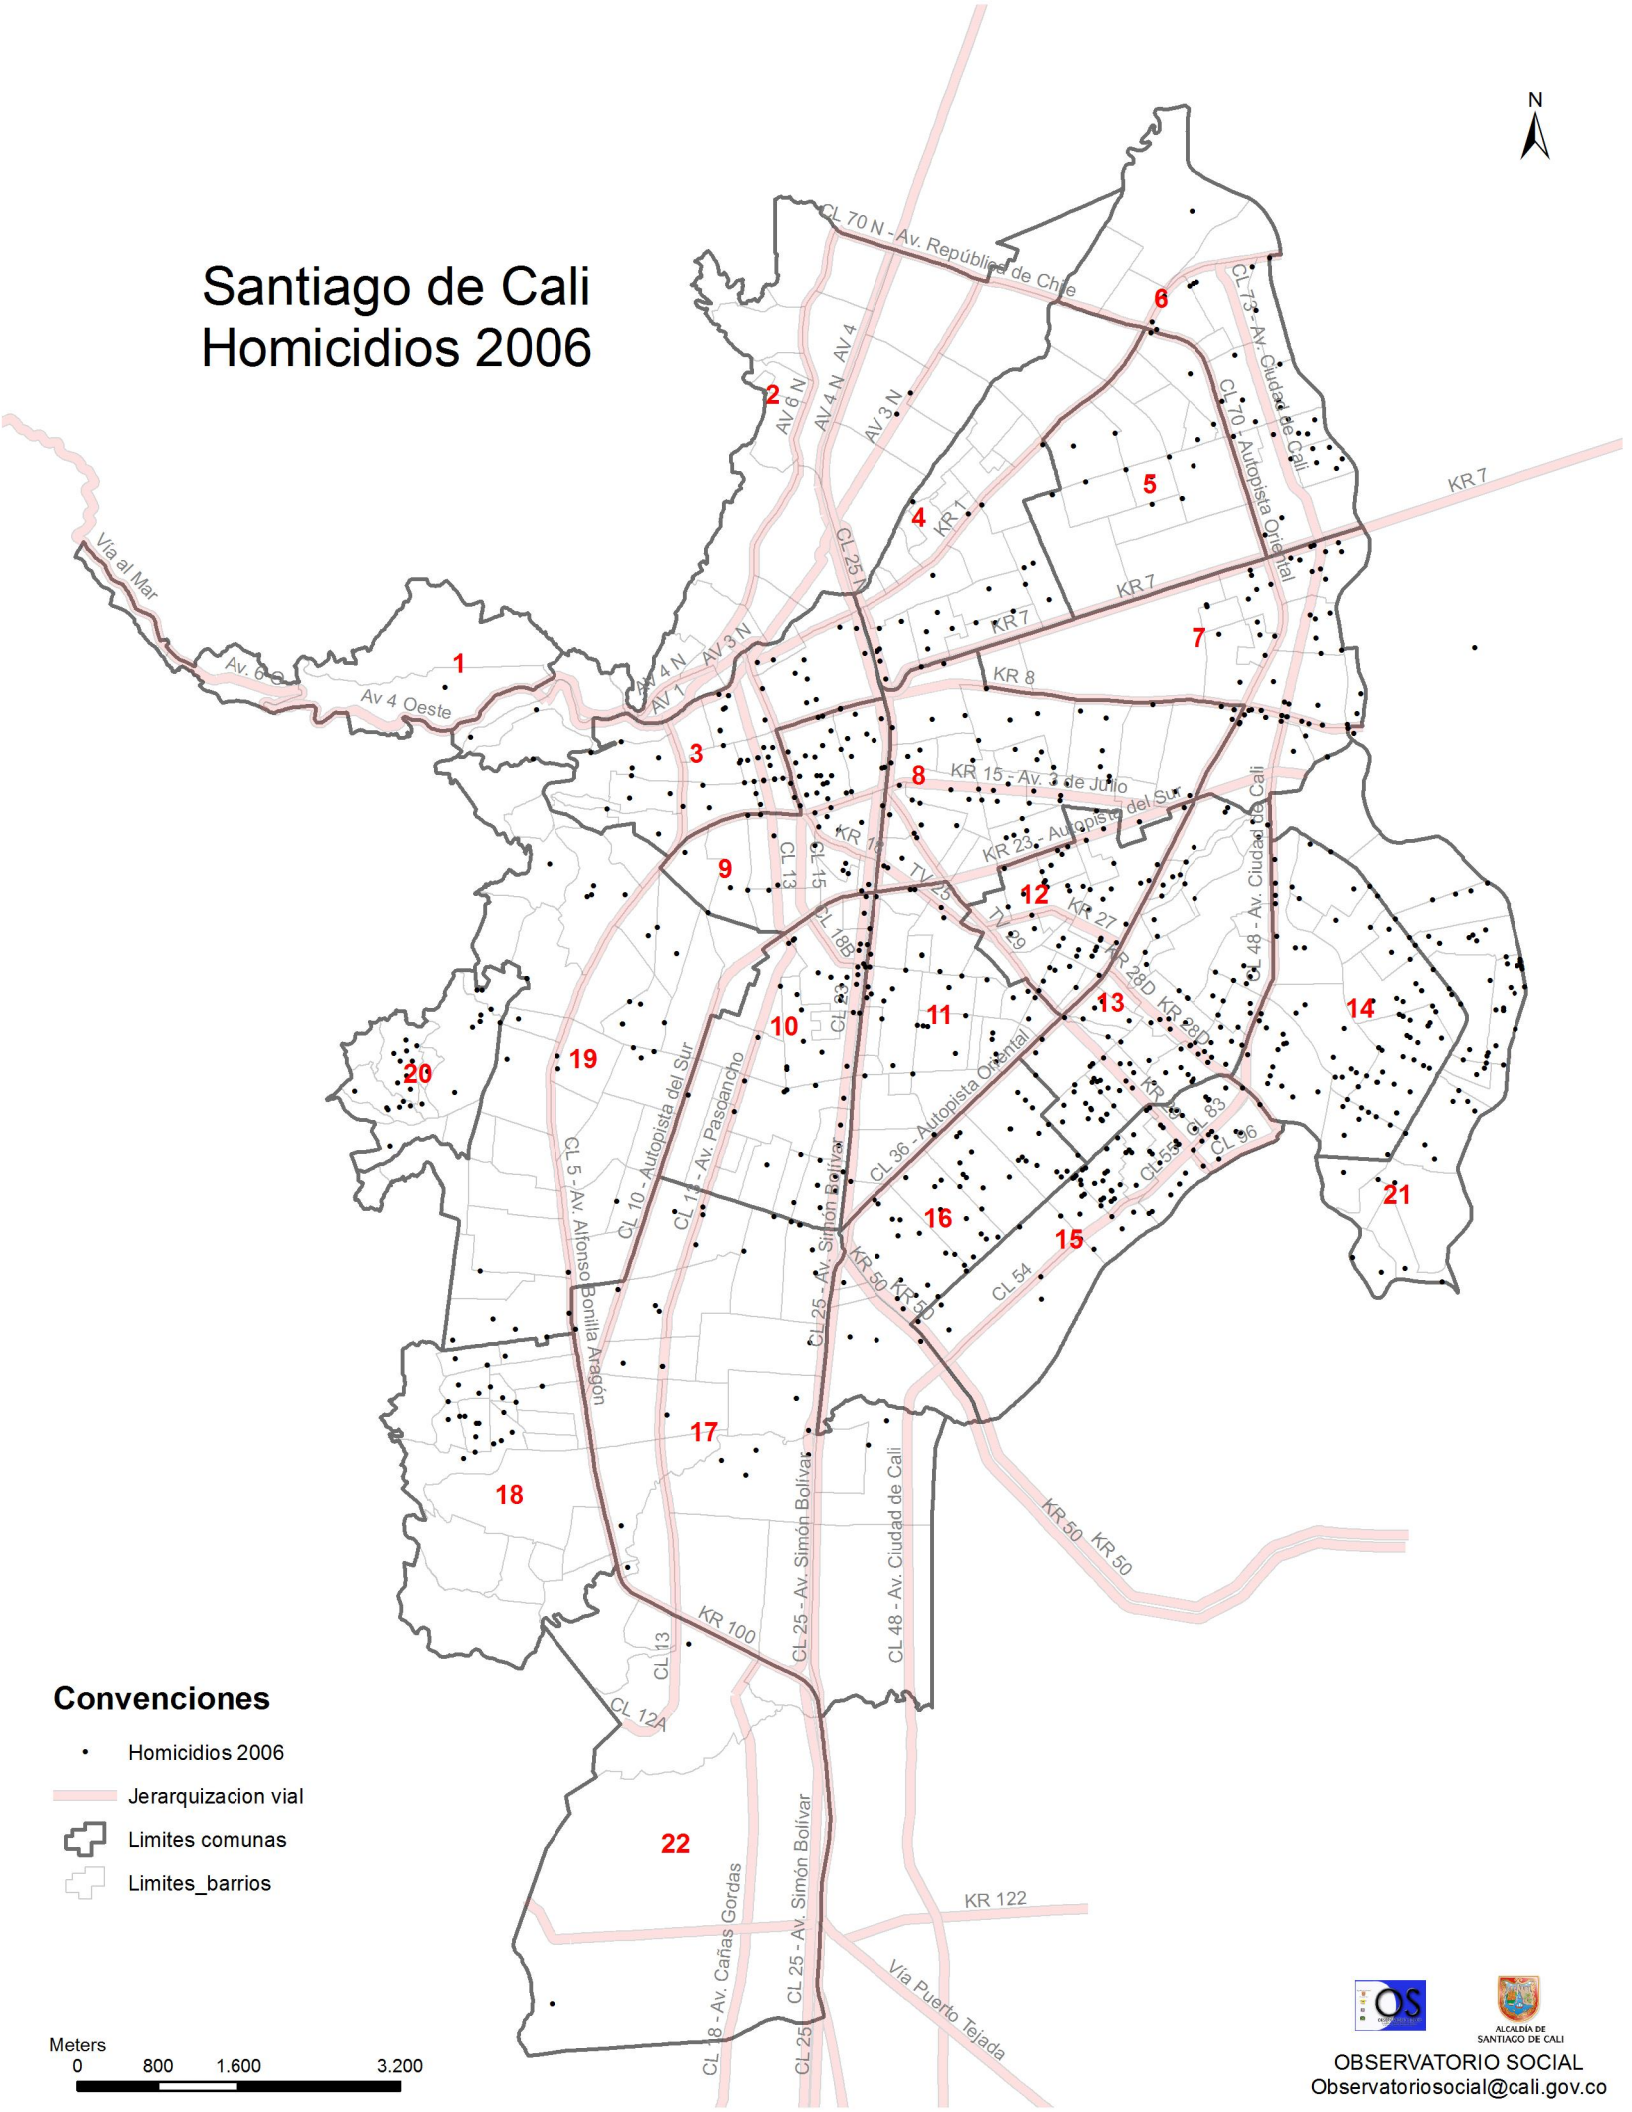 N
Santiago de Cali
Homicidios 2006
CL 70 N - Av. República de Chile
6
CL 73 - Av. Ciudad de Cali
2
AV 6 N
AV 4 N
AV 4
AV 3 N
CL 70 - Autopista Oriental
5
4
KR 1
KR 7
CL 25 N
Vía al Mar
KR 7
KR 7
7
1
Av. 6 O
Av 4 Oeste
AV 4 N
AV 3 N
AV 1
KR 8
3
8
KR 15 - Av. 3 de Julio
KR 23 - Autopista del Sur
CL 48 - Av. Ciudad de Cali
9
CL 13
CL 15
TV 25
12
KR 27
TV 29
CL 18B
KR 28D
KR 28D
13
14
10
CL 23
11
19
20
CL 10 - Autopista del Sur
CL 13 - Av. Pasoancho
CL 36 - Autopista Oriental
CL 83
CL 96
CL 55
CL 5 - Av. Alfonso Bonilla Aragón
CL 25 - Av. Simón Bolívar
16
15
21
KR 50
KR 5D
CL 54
17
18
CL 25 - Av. Simón Bolívar
CL 48 - Av. Ciudad de Cali
KR 50
KR 50
KR 100
CL 13
CL 12A
Convenciones
Homicidios 2006
Jerarquizacion vial
Limites comunas
Limites_barrios
22
CL 18 - Av. Cañas Gordas
CL 25 - Av. Simón Bolívar
KR 122
Vía Puerto Tejada
CL 25
Meters
0 800 1.600 3.200
OS
ALCALDÍA DE
SANTIAGO DE CALI
OBSERVATORIO SOCIAL
Observatoriosocial@cali.gov.co